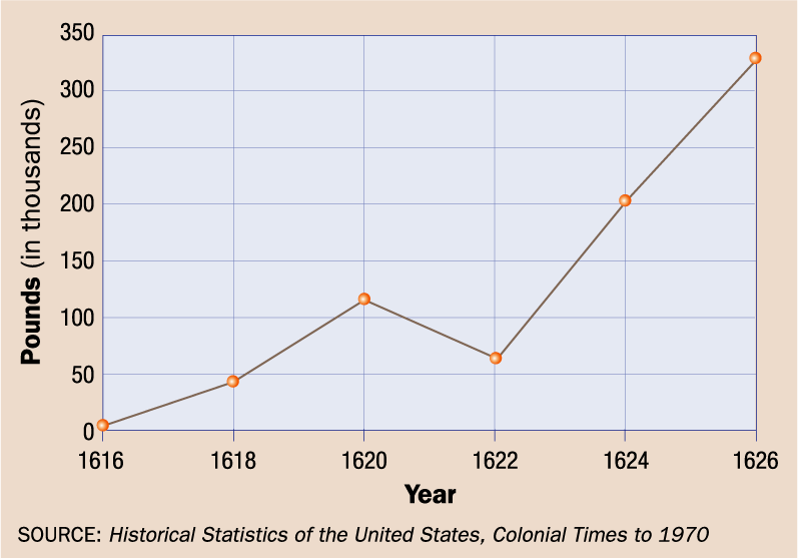 350
300
250
200
150
100
50
0
Pounds (in thousands)
1616 1618 1620 1622 1624 1626
Year
SOURCE: Historical Statistics of the United States, Colonial Times to 1970